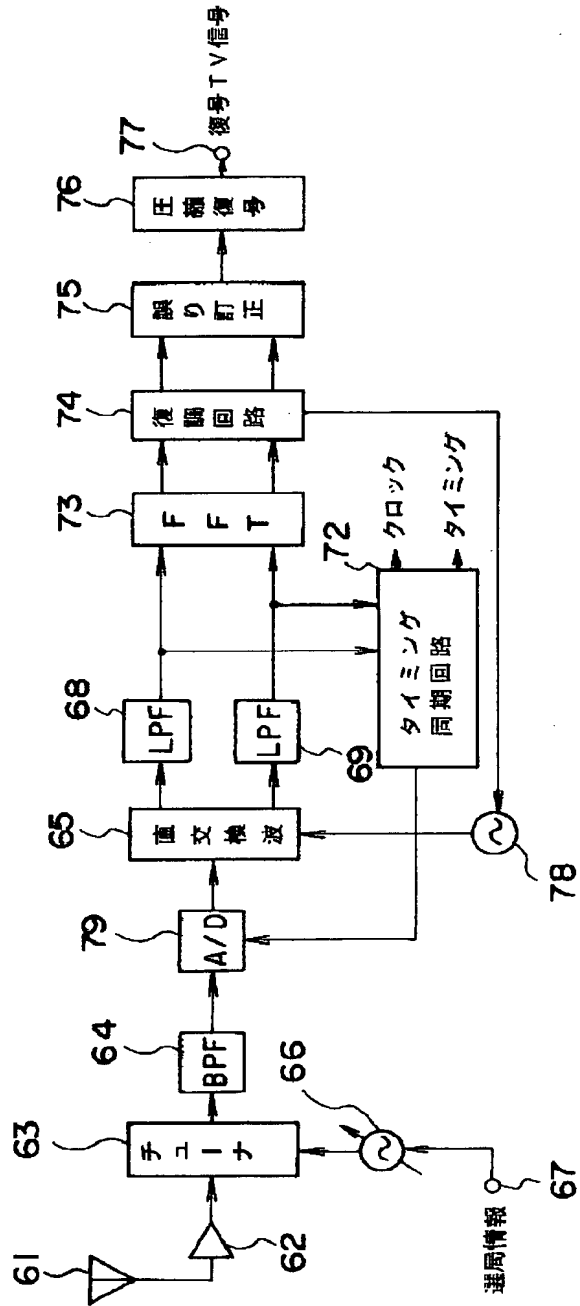 61
62
63
チューナ
64
BPF
79
A/D
65
直交検波
68
LPF
LPF
69
73
FFT
74
復調回路
75
誤り訂正
76
圧縮復号
77
復号TV信号
72
タイミング
同期回路
クロック
タイミング
66
67
選局情報
78